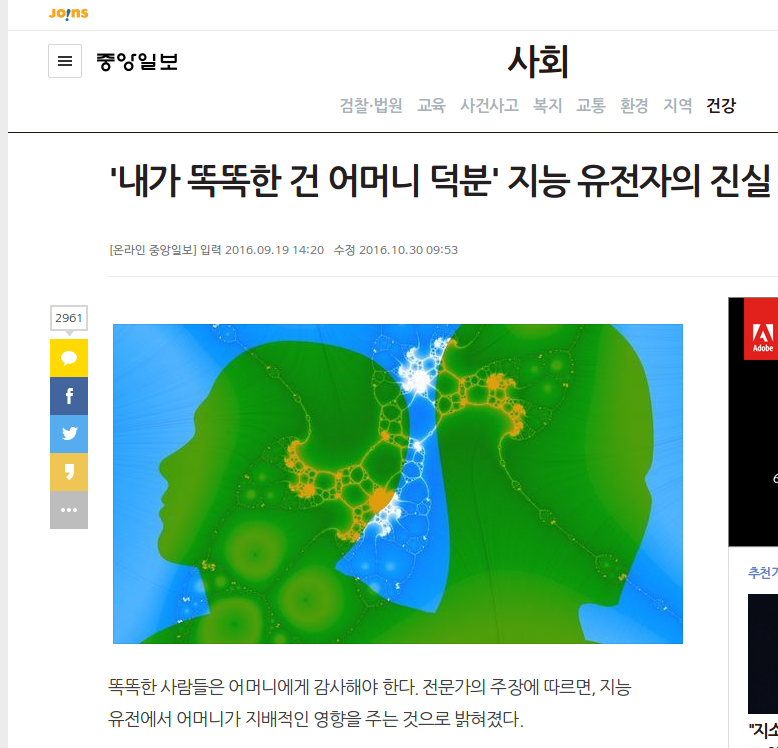 JOINS
중앙일보
사회
검찰·법원 교육 사건사고 복지 교통 환경 지역 건강
'내가 똑똑한 건 어머니 덕분' 지능 유전자의 진실
[온라인 중앙일보] 입력 2016.09.19 14:20 수정 2016.10.30 09:53
2961
Adobe
똑똑한 사람들은 어머니에게 감사해야 한다. 전문가의 주장에 따르면, 지능
유전에서 어머니가 지배적인 영향을 주는 것으로 밝혀졌다.